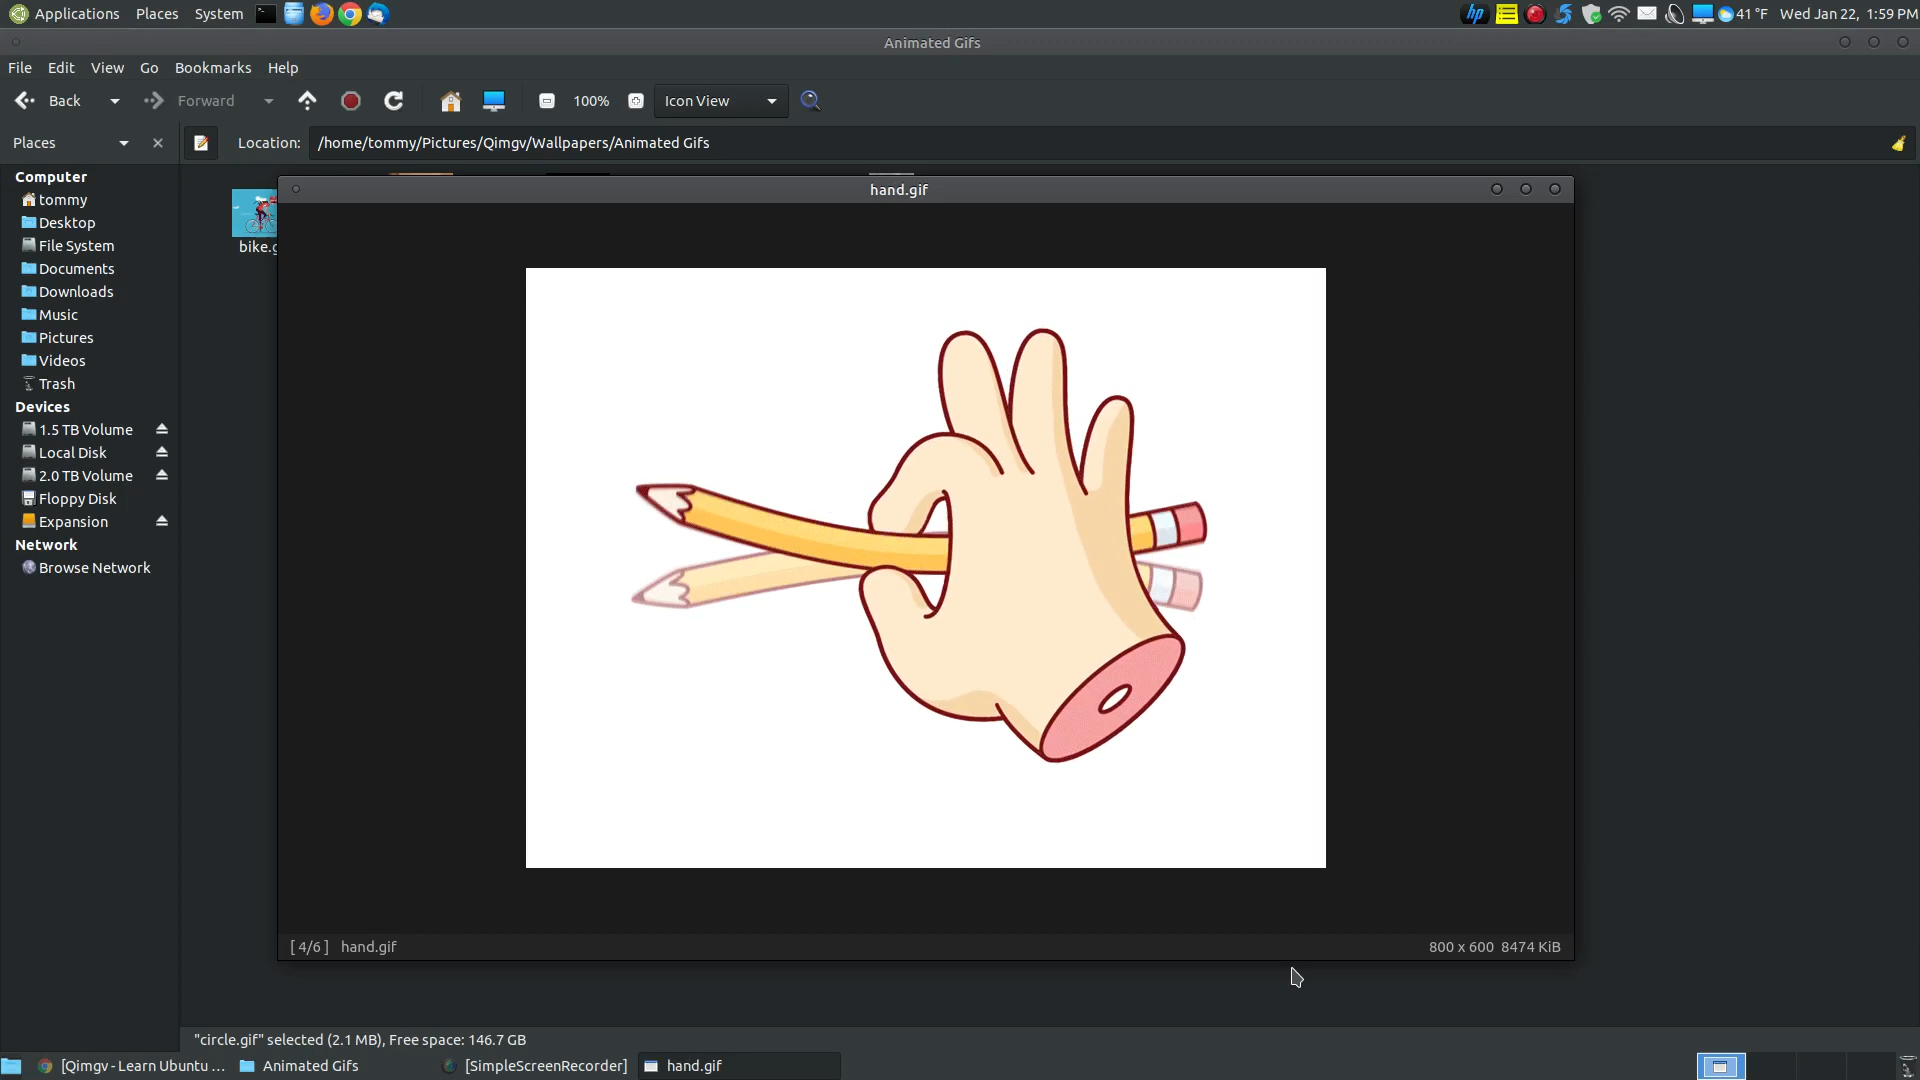 Applications Places System hp 41 °F Wed Jan 22, 1:59 PM
Animated Gifs
File Edit View Go Bookmarks Help
Back Forward 100% Icon View
Places Location: /home/tommy/Pictures/Qimgv/Wallpapers/Animated Gifs
Computer
tommy
Desktop
File System
Documents
Downloads
Music
Pictures
Videos
Trash
Devices
1.5 TB Volume
Local Disk
2.0 TB Volume
Floppy Disk
Expansion
Network
Browse Network
bike.g
hand.gif
[ 4/6 ] hand.gif 800 x 600 8474 KiB
"circle.gif" selected (2.1 MB), Free space: 146.7 GB
[Qimgv - Learn Ubuntu ... Animated Gifs [SimpleScreenRecorder] hand.gif